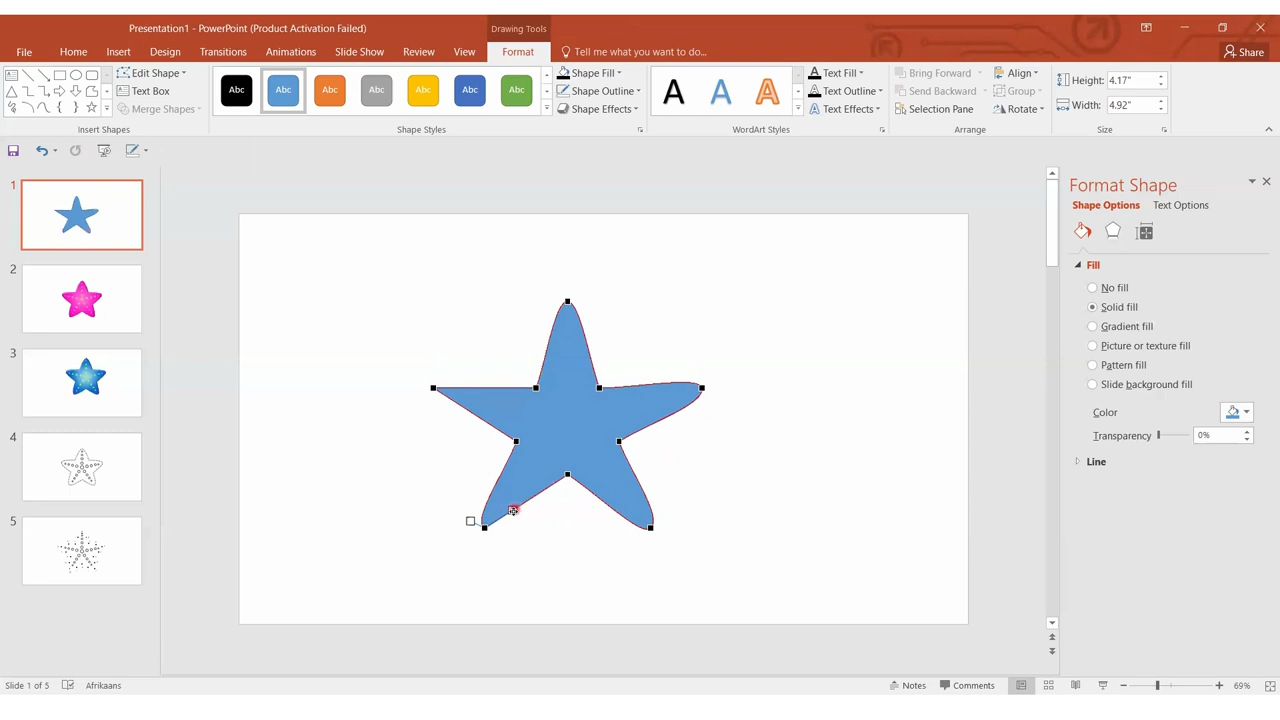 Presentation1 - PowerPoint (Product Activation Failed)
Drawing Tools
File Home Insert Design Transitions Animations Slide Show Review View Format Tell me what you want to do... Share
Edit Shape
Text Box
Merge Shapes
Insert Shapes
Abc Abc Abc Abc Abc Abc Abc
Shape Styles
Shape Fill
Shape Outline
Shape Effects
A A A
WordArt Styles
Text Fill
Text Outline
Text Effects
Bring Forward
Send Backward
Selection Pane
Align
Group
Rotate
Arrange
Height: 4.17"
Width: 4.92"
Size
1
2
3
4
5
Format Shape
Shape Options Text Options
Fill
No fill
Solid fill
Gradient fill
Picture or texture fill
Pattern fill
Slide background fill
Color
Transparency 0%
Line
Slide 1 of 5 Afrikaans Notes Comments 69%